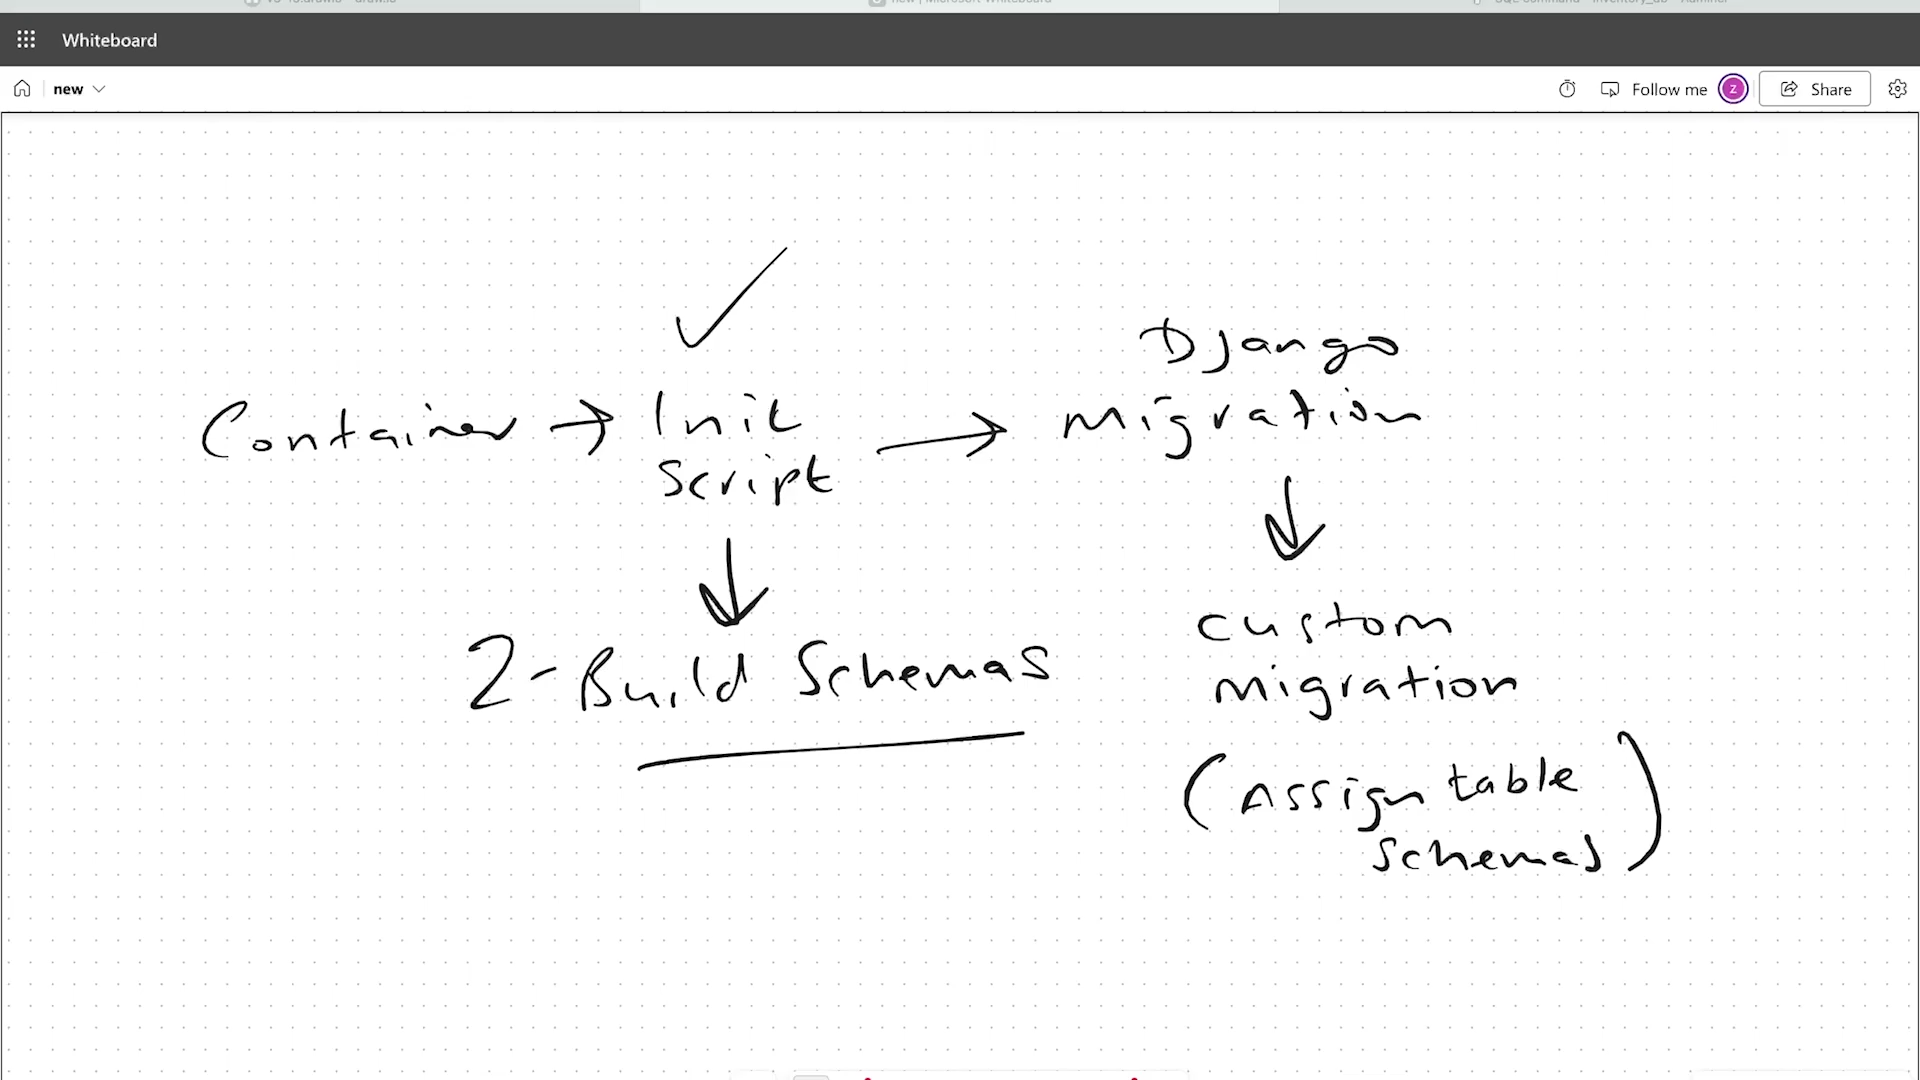 Whiteboard
new
Follow me
Z
Share
Django
Container → Init → migration
Script
custom
2 - Build Schemas
migration
(Assign table
schemas)